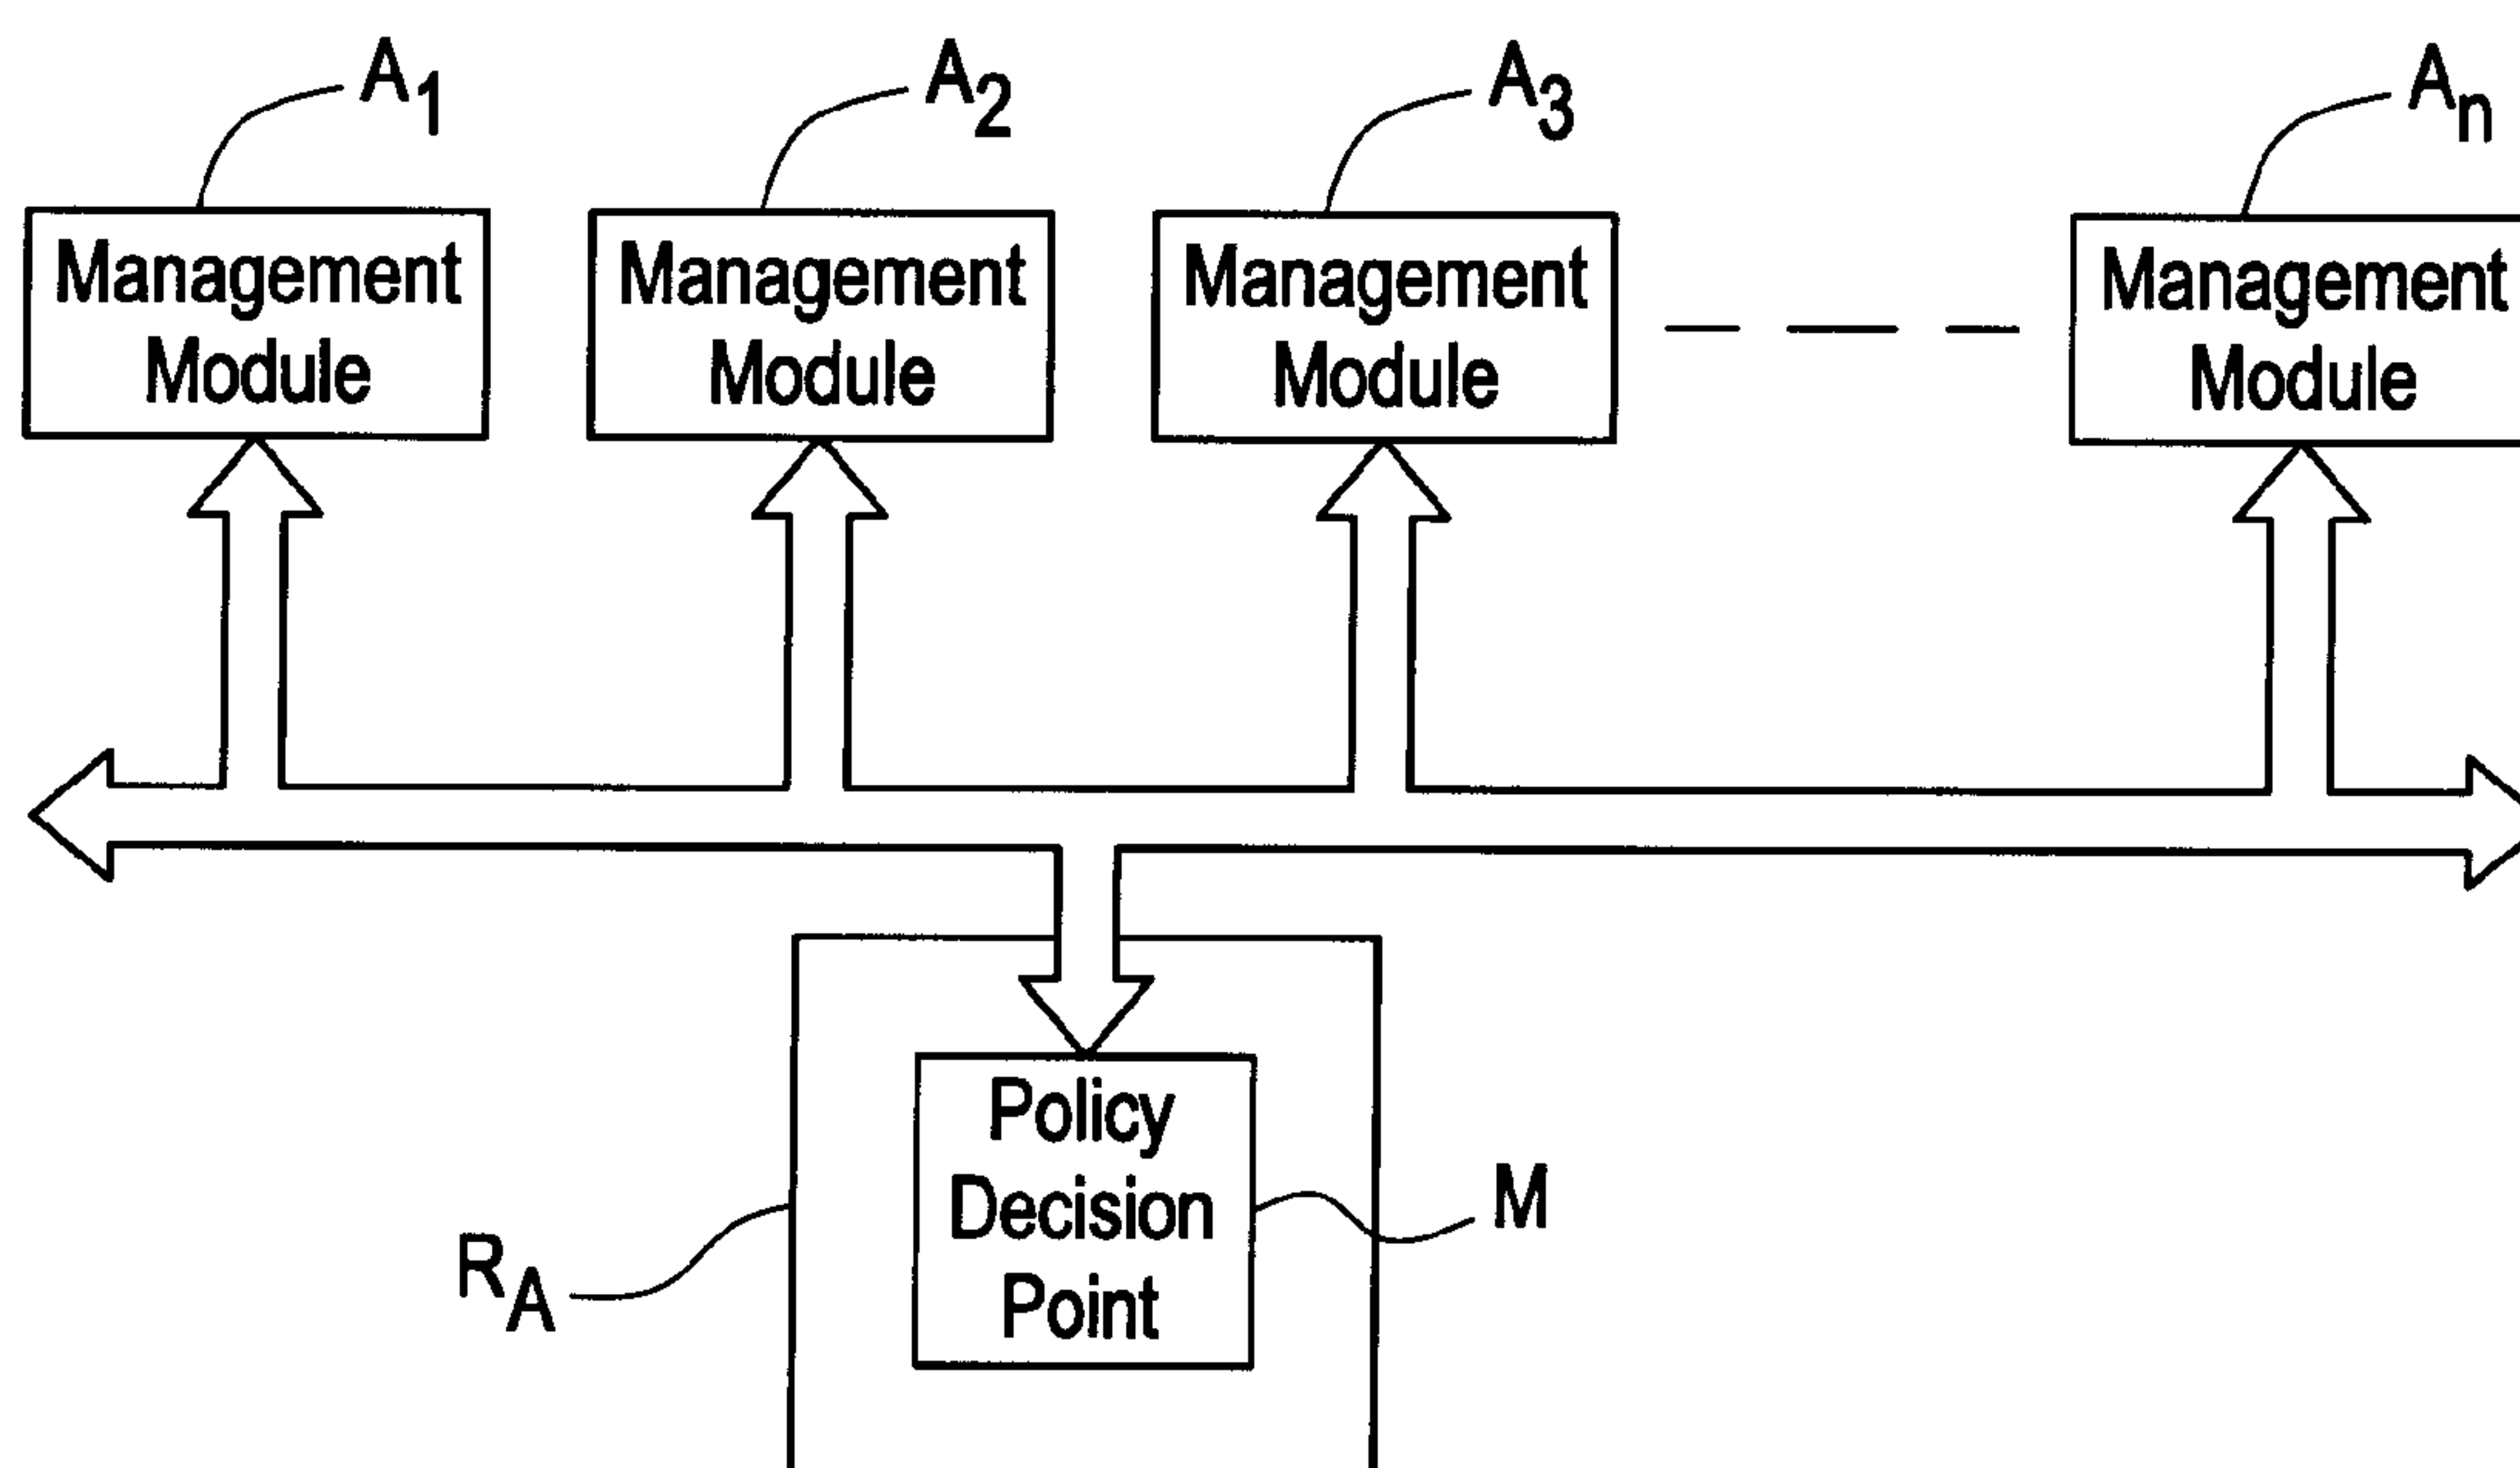 A1
A2
A3
An
Management
Module
Management
Module
Management
Module
Management
Module
Policy
Decision
Point
M
RA